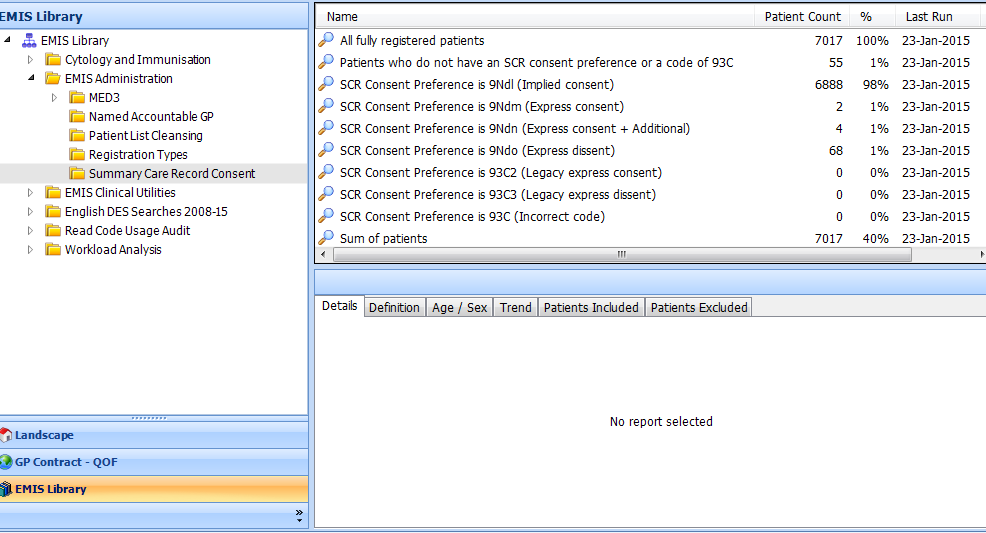 EMIS Library
EMIS Library
Cytology and Immunisation
EMIS Administration
MED3
Named Accountable GP
Patient List Cleansing
Registration Types
Summary Care Record Consent
EMIS Clinical Utilities
English DES Searches 2008-15
Read Code Usage Audit
Workload Analysis
Landscape
GP Contract - QOF
EMIS Library
Name Patient Count % Last Run
All fully registered patients 7017 100% 23-Jan-2015
Patients who do not have an SCR consent preference or a code of 93C 55 1% 23-Jan-2015
SCR Consent Preference is 9Ndl (Implied consent) 6888 98% 23-Jan-2015
SCR Consent Preference is 9Ndm (Express consent) 2 1% 23-Jan-2015
SCR Consent Preference is 9Ndn (Express consent + Additional) 4 1% 23-Jan-2015
SCR Consent Preference is 9Ndo (Express dissent) 68 1% 23-Jan-2015
SCR Consent Preference is 93C2 (Legacy express consent) 0 0% 23-Jan-2015
SCR Consent Preference is 93C3 (Legacy express dissent) 0 0% 23-Jan-2015
SCR Consent Preference is 93C (Incorrect code) 0 0% 23-Jan-2015
Sum of patients 7017 40% 23-Jan-2015
Details Definition Age / Sex Trend Patients Included Patients Excluded
No report selected